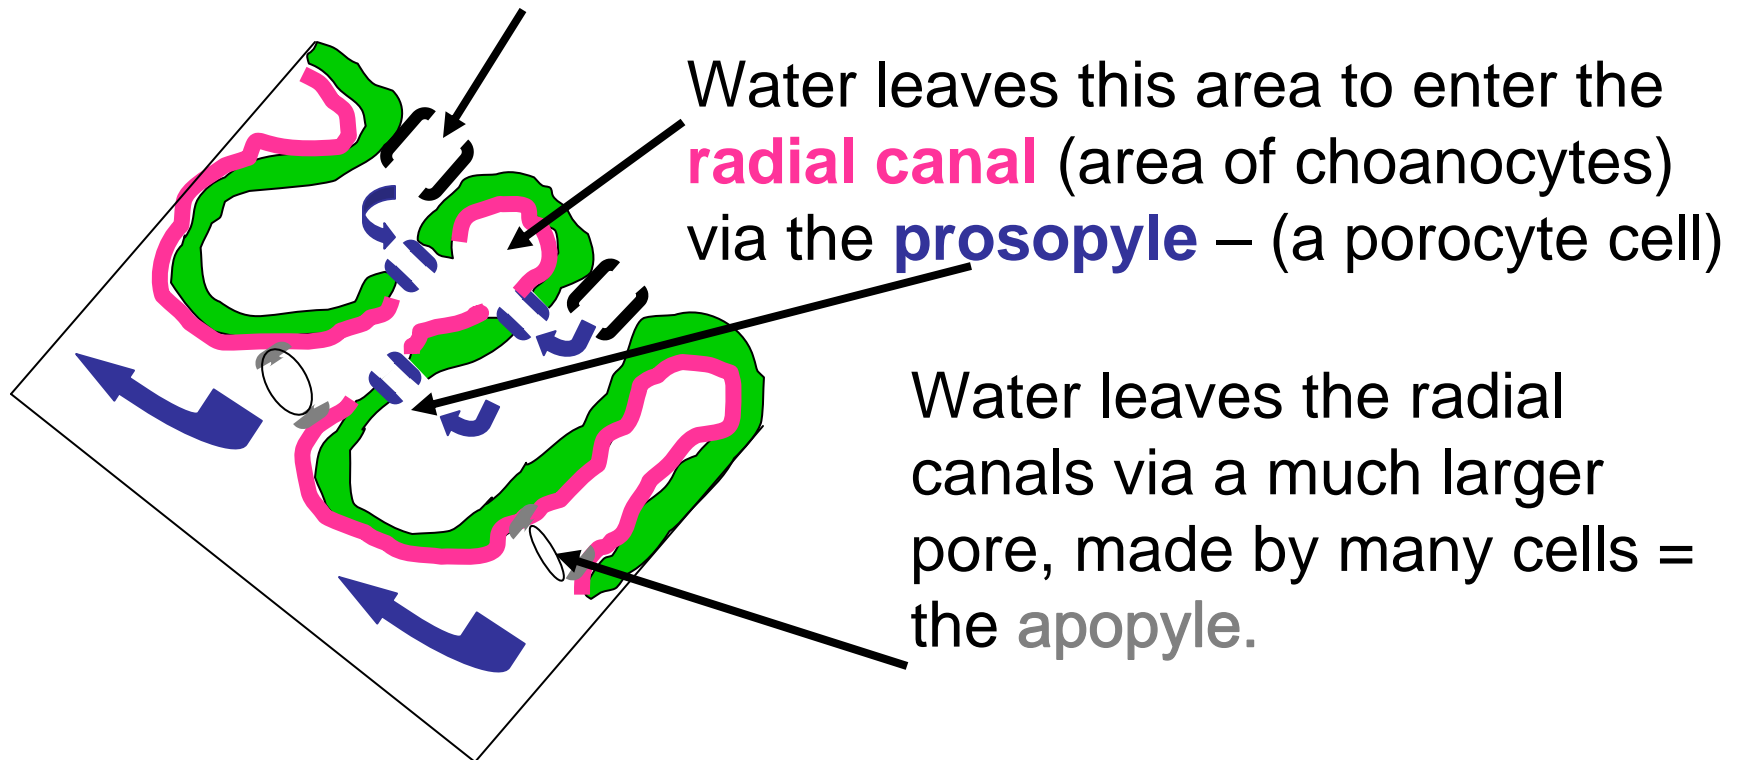 Water leaves this area to enter the
radial canal (area of choanocytes)
via the prosopyle – (a porocyte cell)
Water leaves the radial
canals via a much larger
pore, made by many cells =
the apopyle.